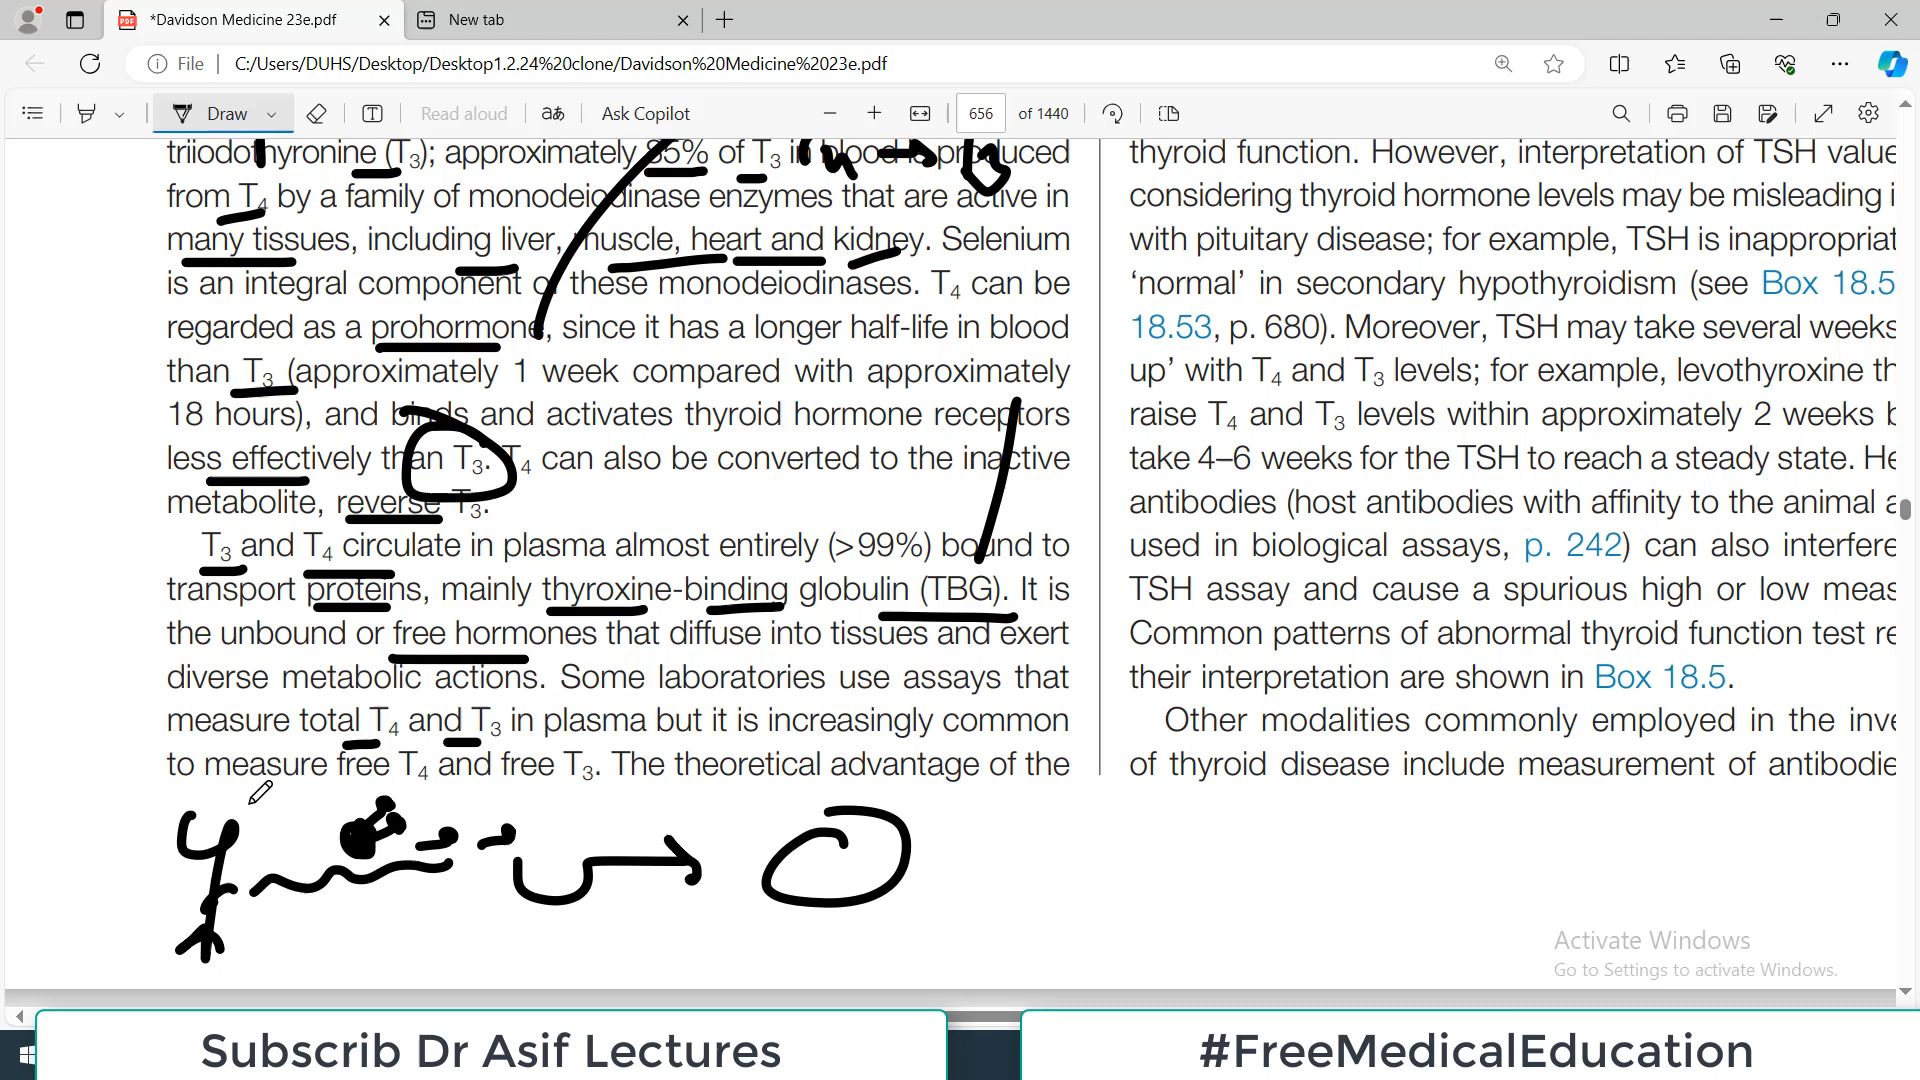 *Davidson Medicine 23e.pdf
New tab
File
C:/Users/DUHS/Desktop/Desktop1.2.24%20clone/Davidson%20Medicine%2023e.pdf
Draw
Read aloud
aあ
Ask Copilot
656 of 1440
triiodothyronine (T3); approximately 85% of T3 in blood is produced
from T4 by a family of monodeiodinase enzymes that are active in
many tissues, including liver, muscle, heart and kidney. Selenium
is an integral component of these monodeiodinases. T4 can be
regarded as a prohormone, since it has a longer half-life in blood
than T3 (approximately 1 week compared with approximately
18 hours), and binds and activates thyroid hormone receptors
less effectively than T3. T4 can also be converted to the inactive
metabolite, reverse T3.
T3 and T4 circulate in plasma almost entirely (>99%) bound to
transport proteins, mainly thyroxine-binding globulin (TBG). It is
the unbound or free hormones that diffuse into tissues and exert
diverse metabolic actions. Some laboratories use assays that
measure total T4 and T3 in plasma but it is increasingly common
to measure free T4 and free T3. The theoretical advantage of the
thyroid function. However, interpretation of TSH value
considering thyroid hormone levels may be misleading i
with pituitary disease; for example, TSH is inappropriat
‘normal’ in secondary hypothyroidism (see Box 18.5
18.53, p. 680). Moreover, TSH may take several weeks
up’ with T4 and T3 levels; for example, levothyroxine th
raise T4 and T3 levels within approximately 2 weeks b
take 4–6 weeks for the TSH to reach a steady state. He
antibodies (host antibodies with affinity to the animal a
used in biological assays, p. 242) can also interfere
TSH assay and cause a spurious high or low meas
Common patterns of abnormal thyroid function test re
their interpretation are shown in Box 18.5.
Other modalities commonly employed in the inve
of thyroid disease include measurement of antibodie
Activate Windows
Go to Settings to activate Windows.
Subscrib Dr Asif Lectures
#FreeMedicalEducation